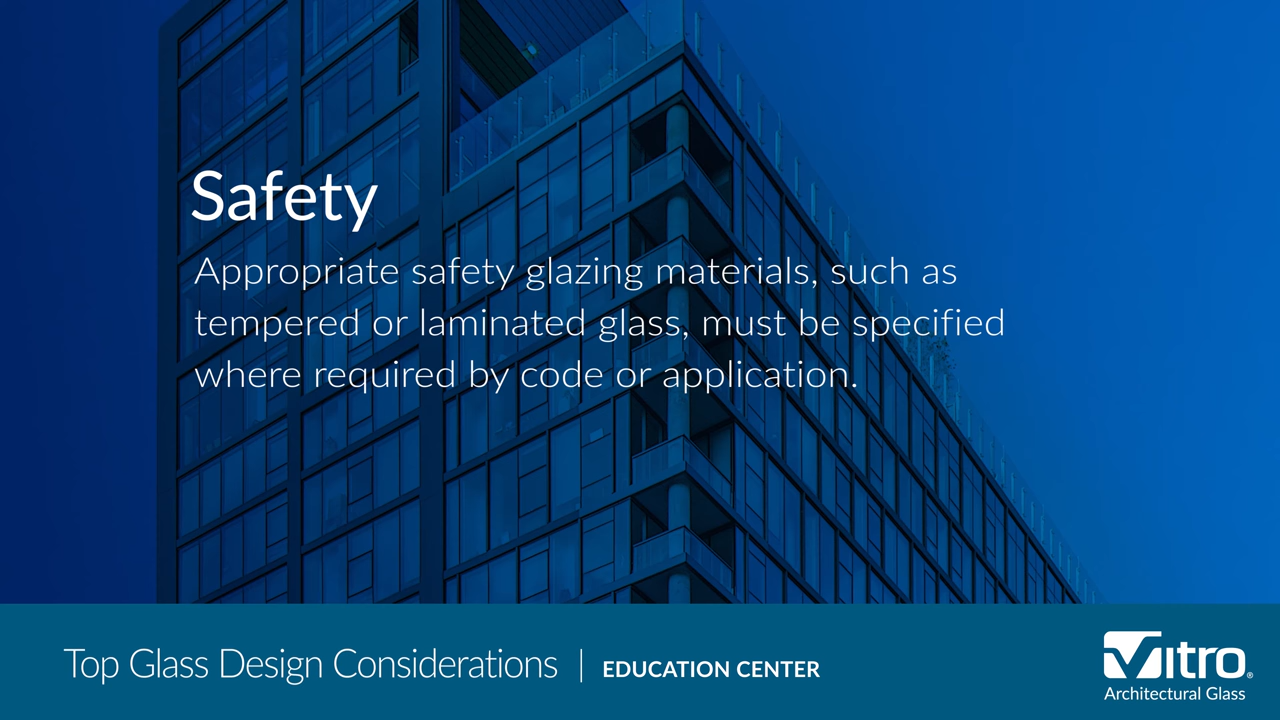 Safety
Appropriate safety glazing materials, such as
tempered or laminated glass, must be specified
where required by code or application.
Top Glass Design Considerations | EDUCATION CENTER
Vitro®
Architectural Glass